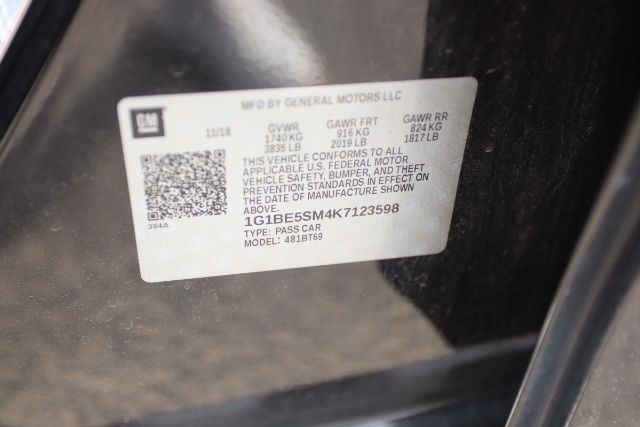 MFD BY GENERAL MOTORS LLC
GM
11/18 GVWR GAWR FRT GAWR RR
1740 KG 916 KG 824 KG
3835 LB 2019 LB 1817 LB
THIS VEHICLE CONFORMS TO ALL
APPLICABLE U.S. FEDERAL MOTOR
VEHICLE SAFETY, BUMPER, AND THEFT
PREVENTION STANDARDS IN EFFECT ON
THE DATE OF MANUFACTURE SHOWN
ABOVE.
384A
1G1BE5SM4K7123598
TYPE: PASS CAR
MODEL: 481BT69